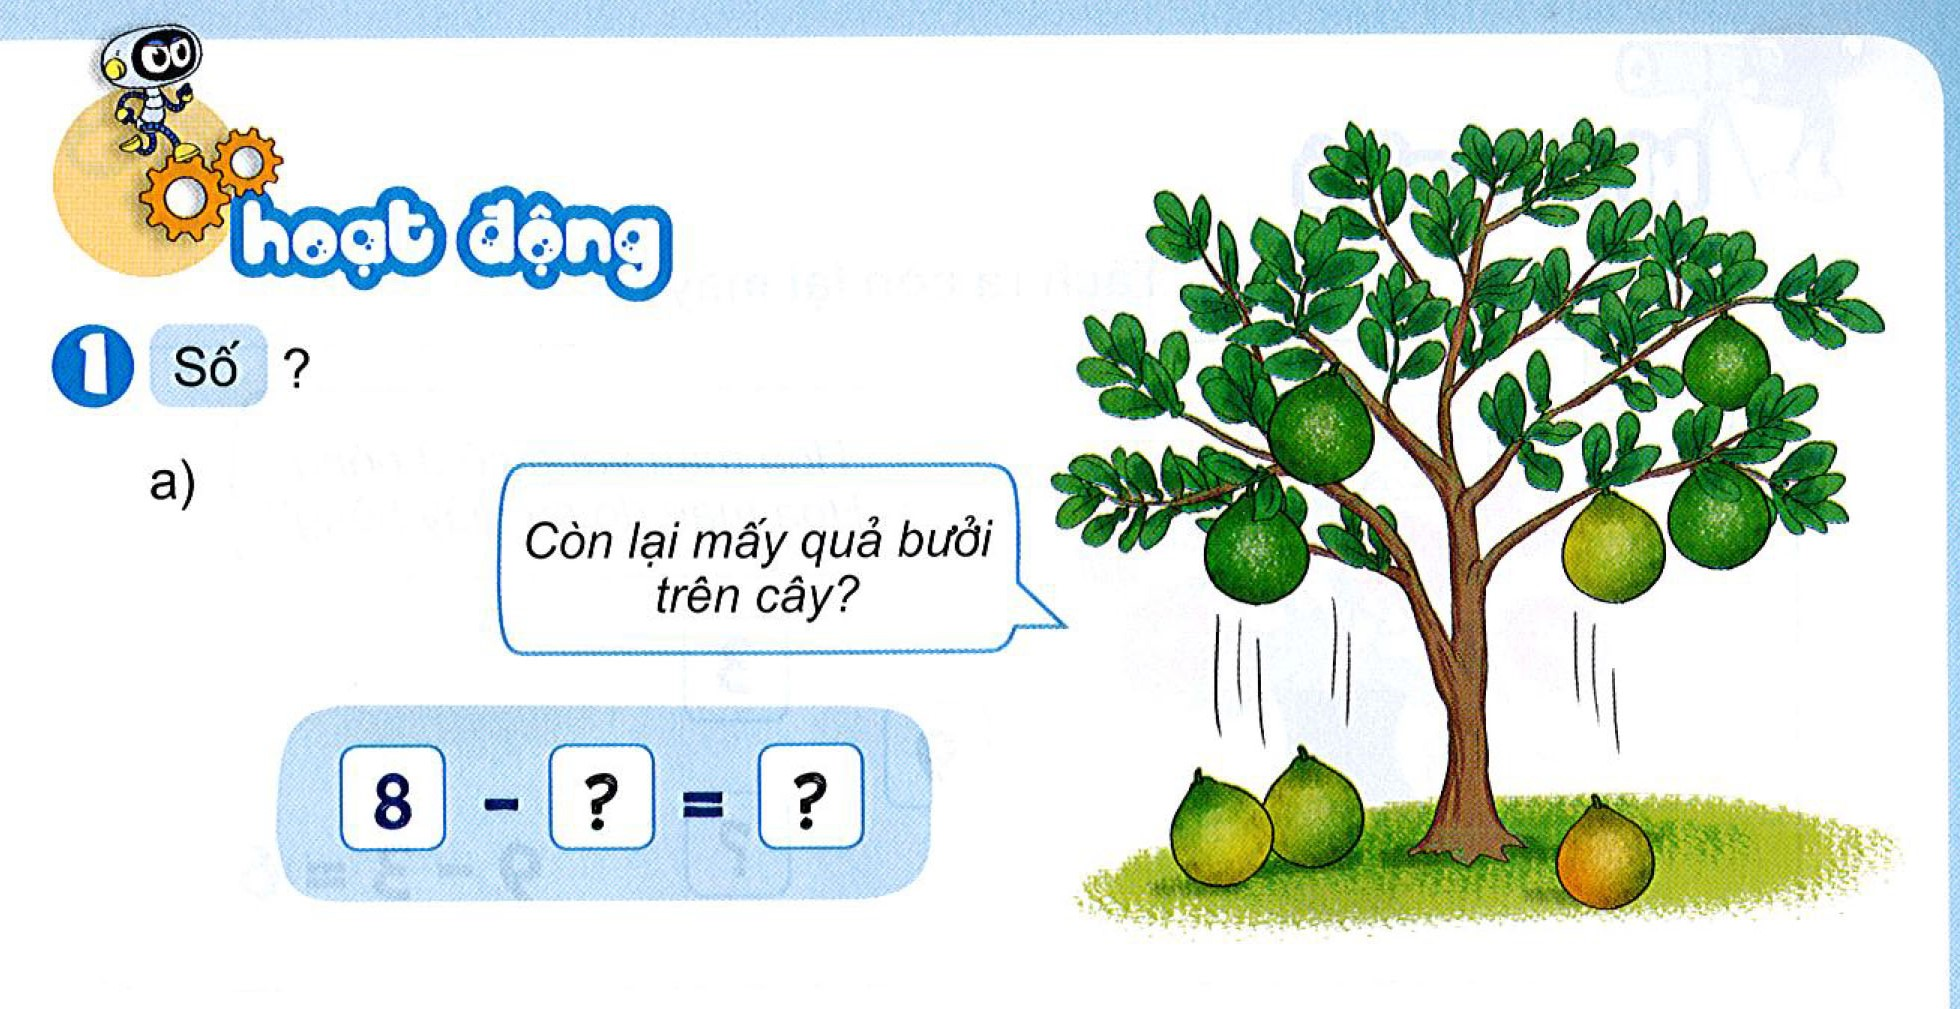 hoạt động
1 Số ?
a)
Còn lại mấy quả bưởi
trên cây?
8 - ? = ?